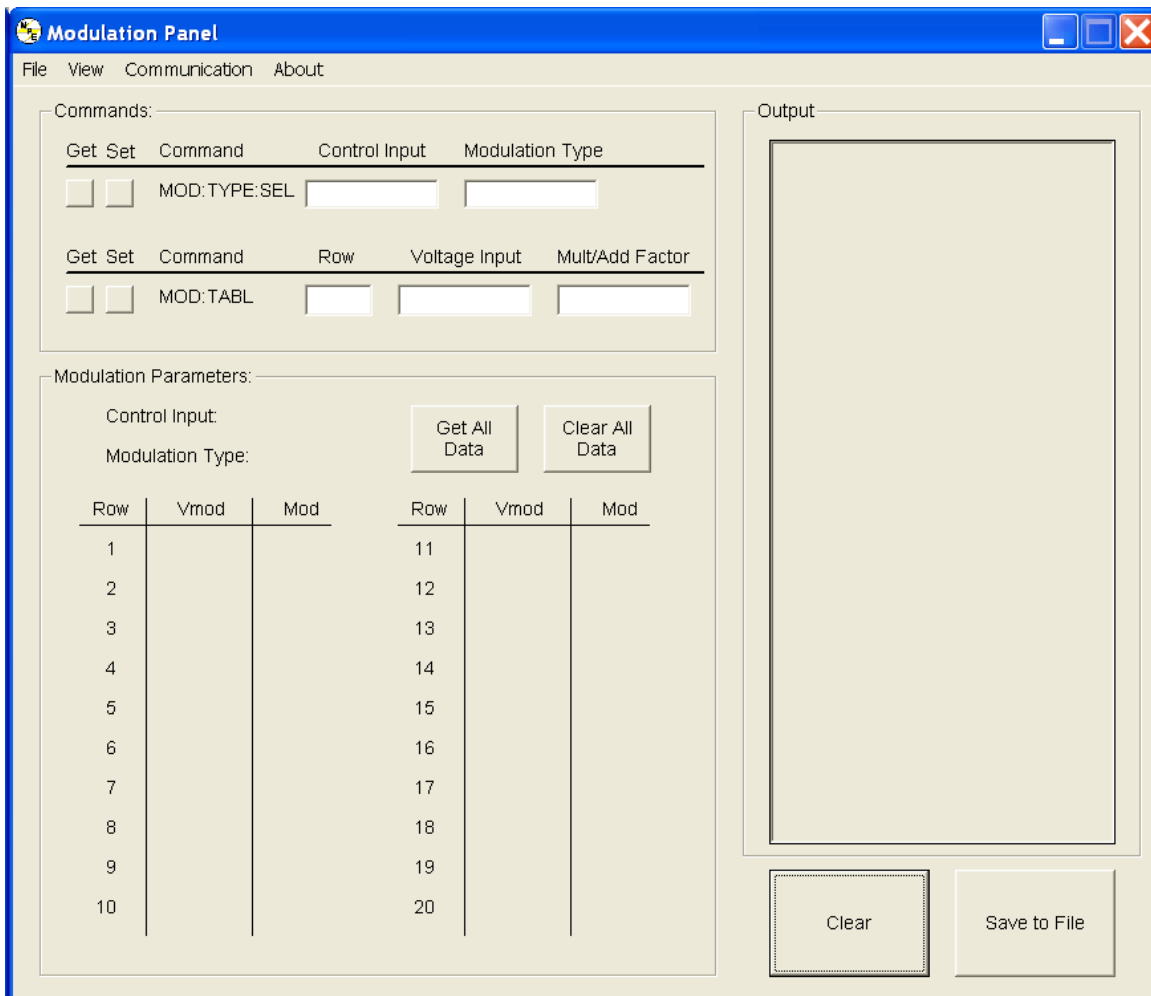 Modulation Panel
File View Communication About
Commands:
Get Set Command Control Input Modulation Type
MOD:TYPE:SEL
Get Set Command Row Voltage Input Mult/Add Factor
MOD:TABL
Modulation Parameters:
Control Input:
Modulation Type:
Get All
Data
Clear All
Data
Row Vmod Mod
1
2
3
4
5
6
7
8
9
10
Row Vmod Mod
11
12
13
14
15
16
17
18
19
20
Output
Clear
Save to File